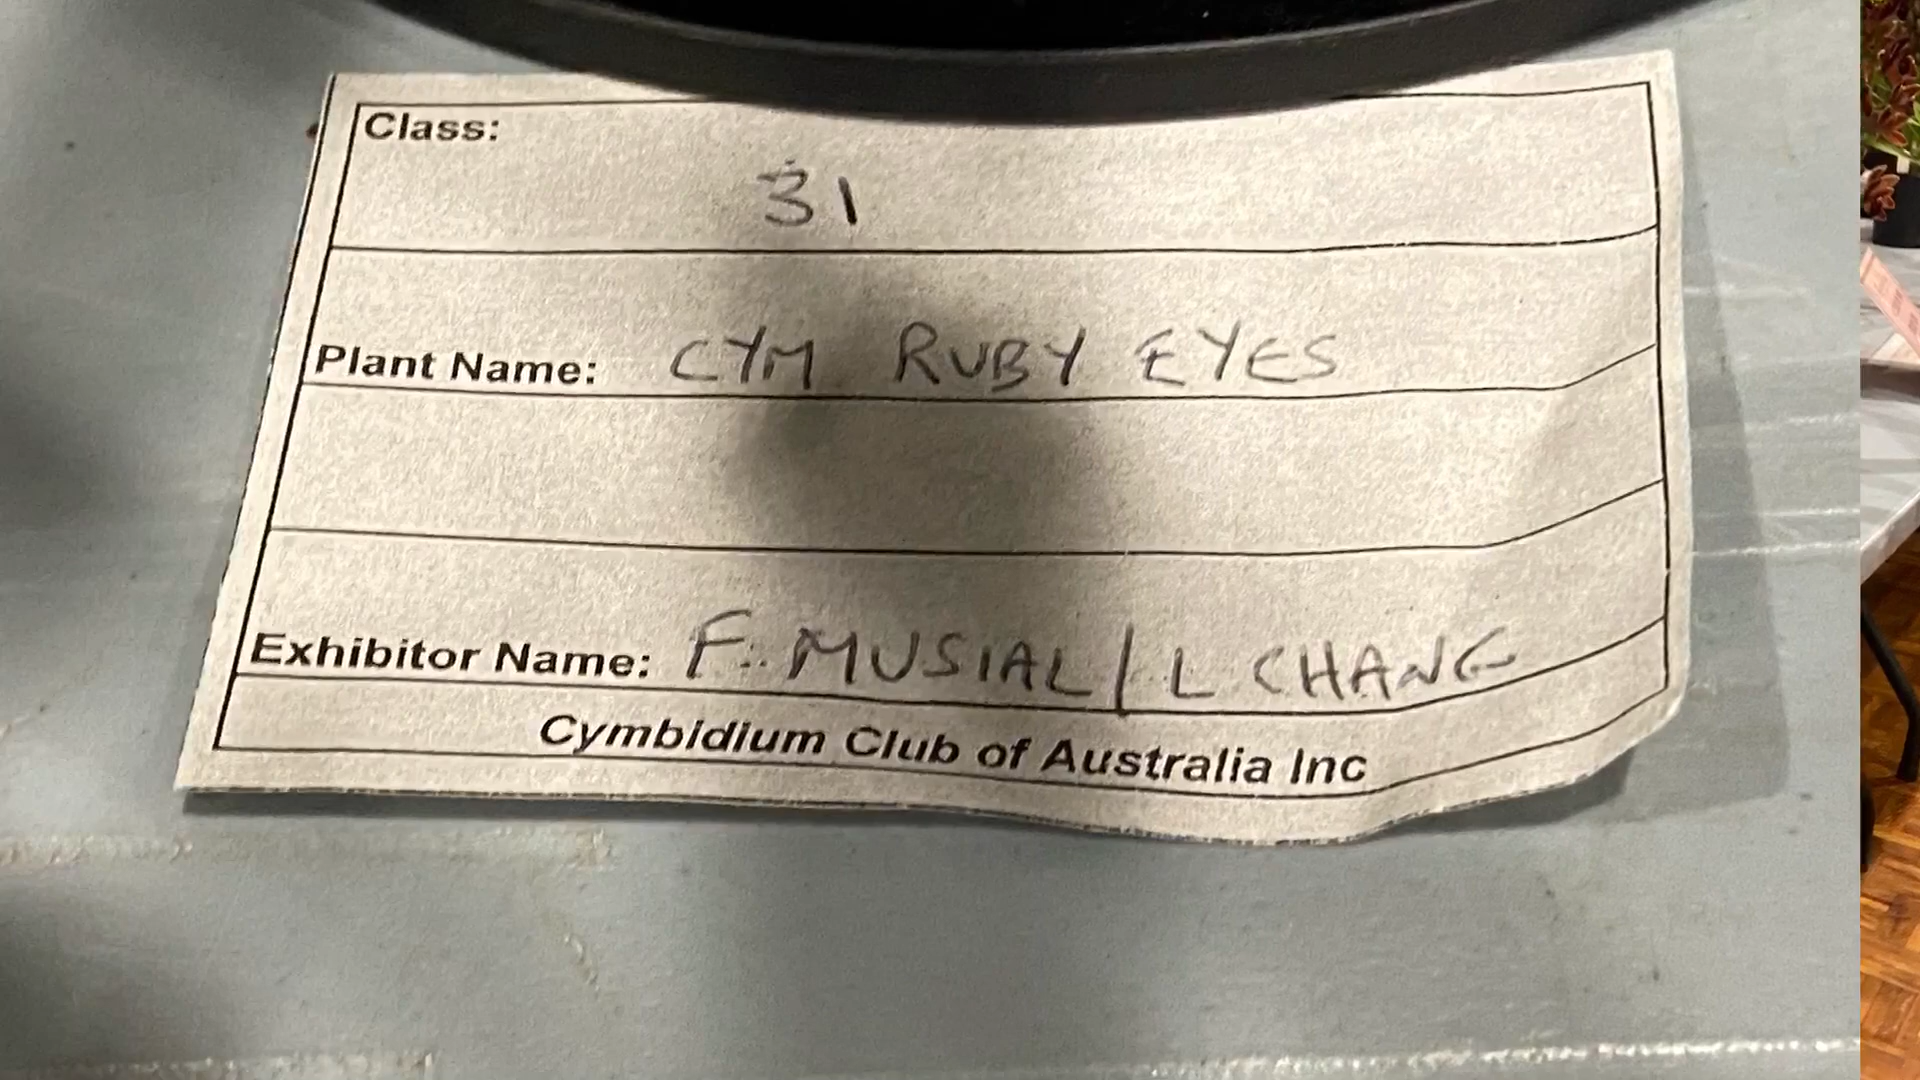 Class:
31
Plant Name: CYM RUBY EYES
Exhibitor Name: F. MUSIAL / L CHANG
Cymbidium Club of Australia Inc